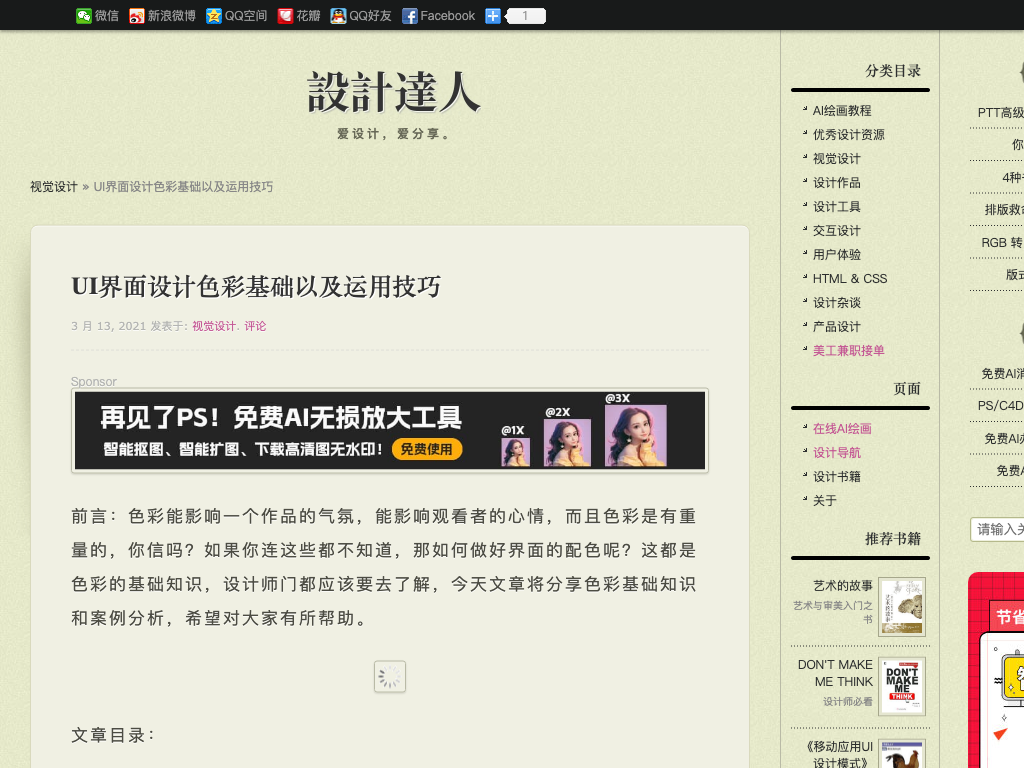 微信 新浪微博 QQ空间 花瓣 QQ好友 Facebook 1
設計達人
爱设计，爱分享。
视觉设计 » UI界面设计色彩基础以及运用技巧
UI界面设计色彩基础以及运用技巧
3 月 13, 2021 发表于: 视觉设计. 评论
Sponsor
再见了PS！免费AI无损放大工具
智能抠图、智能扩图、下载高清图无水印！ 免费使用
@1X @2X @3X
前言：色彩能影响一个作品的气氛，能影响观看者的心情，而且色彩是有重
量的，你信吗？如果你连这些都不知道，那如何做好界面的配色呢？这都是
色彩的基础知识，设计师门都应该要去了解，今天文章将分享色彩基础知识
和案例分析，希望对大家有所帮助。
文章目录：
分类目录
AI绘画教程
优秀设计资源
视觉设计
设计作品
设计工具
交互设计
用户体验
HTML & CSS
设计杂谈
产品设计
美工兼职接单
页面
在线AI绘画
设计导航
设计书籍
关于
推荐书籍
艺术的故事
艺术与审美入门之
书
DON'T MAKE
ME THINK
设计师必看
DON'T
MAKE
ME
THINK
《移动应用UI
设计模式》
PTT高级
你
4种
排版救命
RGB 转
版式
免费AI消
PS/C4D
免费AI办
免费A
请输入关
节省